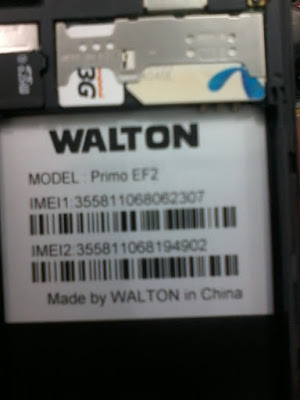 3G
WALTON
MODEL : Primo EF2
IMEI1:355811068062307
IMEI2:355811068194902
Made by WALTON in China